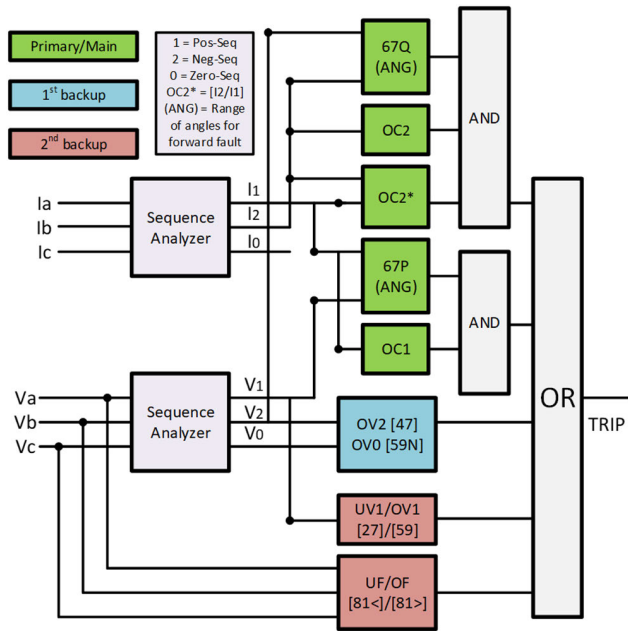 Primary/Main
1st backup
2nd backup
1 = Pos-Seq
2 = Neg-Seq
0 = Zero-Seq
OC2* = [I2/I1]
(ANG) = Range
of angles for
forward fault
67Q
(ANG)
OC2
OC2*
AND
Ia
Ib
Ic
Sequence
Analyzer
I1
I2
I0
67P
(ANG)
OC1
AND
Va
Vb
Vc
Sequence
Analyzer
V1
V2
V0
OV2 [47]
OV0 [59N]
UV1/OV1
[27]/[59]
UF/OF
[81<]/[81>]
OR
TRIP